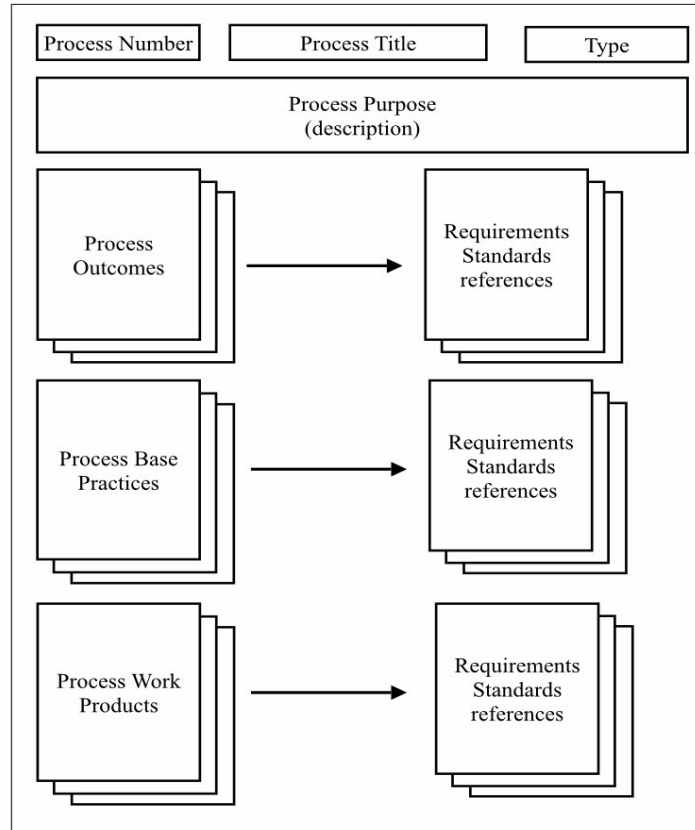 Process Number
Process Title
Type
Process Purpose
(description)
Process
Outcomes
Requirements
Standards
references
Process Base
Practices
Requirements
Standards
references
Process Work
Products
Requirements
Standards
references